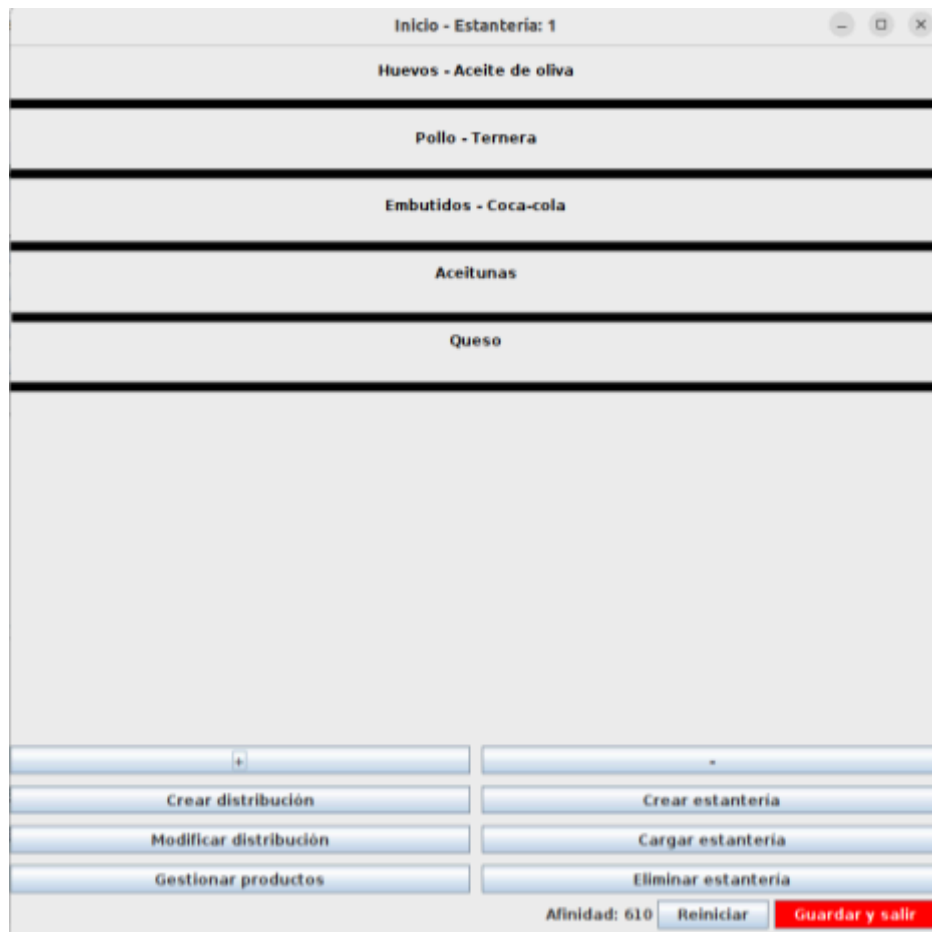 Inicio - Estantería: 1
Huevos - Aceite de oliva
Pollo - Ternera
Embutidos - Coca-cola
Aceitunas
Queso
+ -
Crear distribución Crear estantería
Modificar distribución Cargar estantería
Gestionar productos Eliminar estantería
Afinidad: 610 Reiniciar Guardar y salir